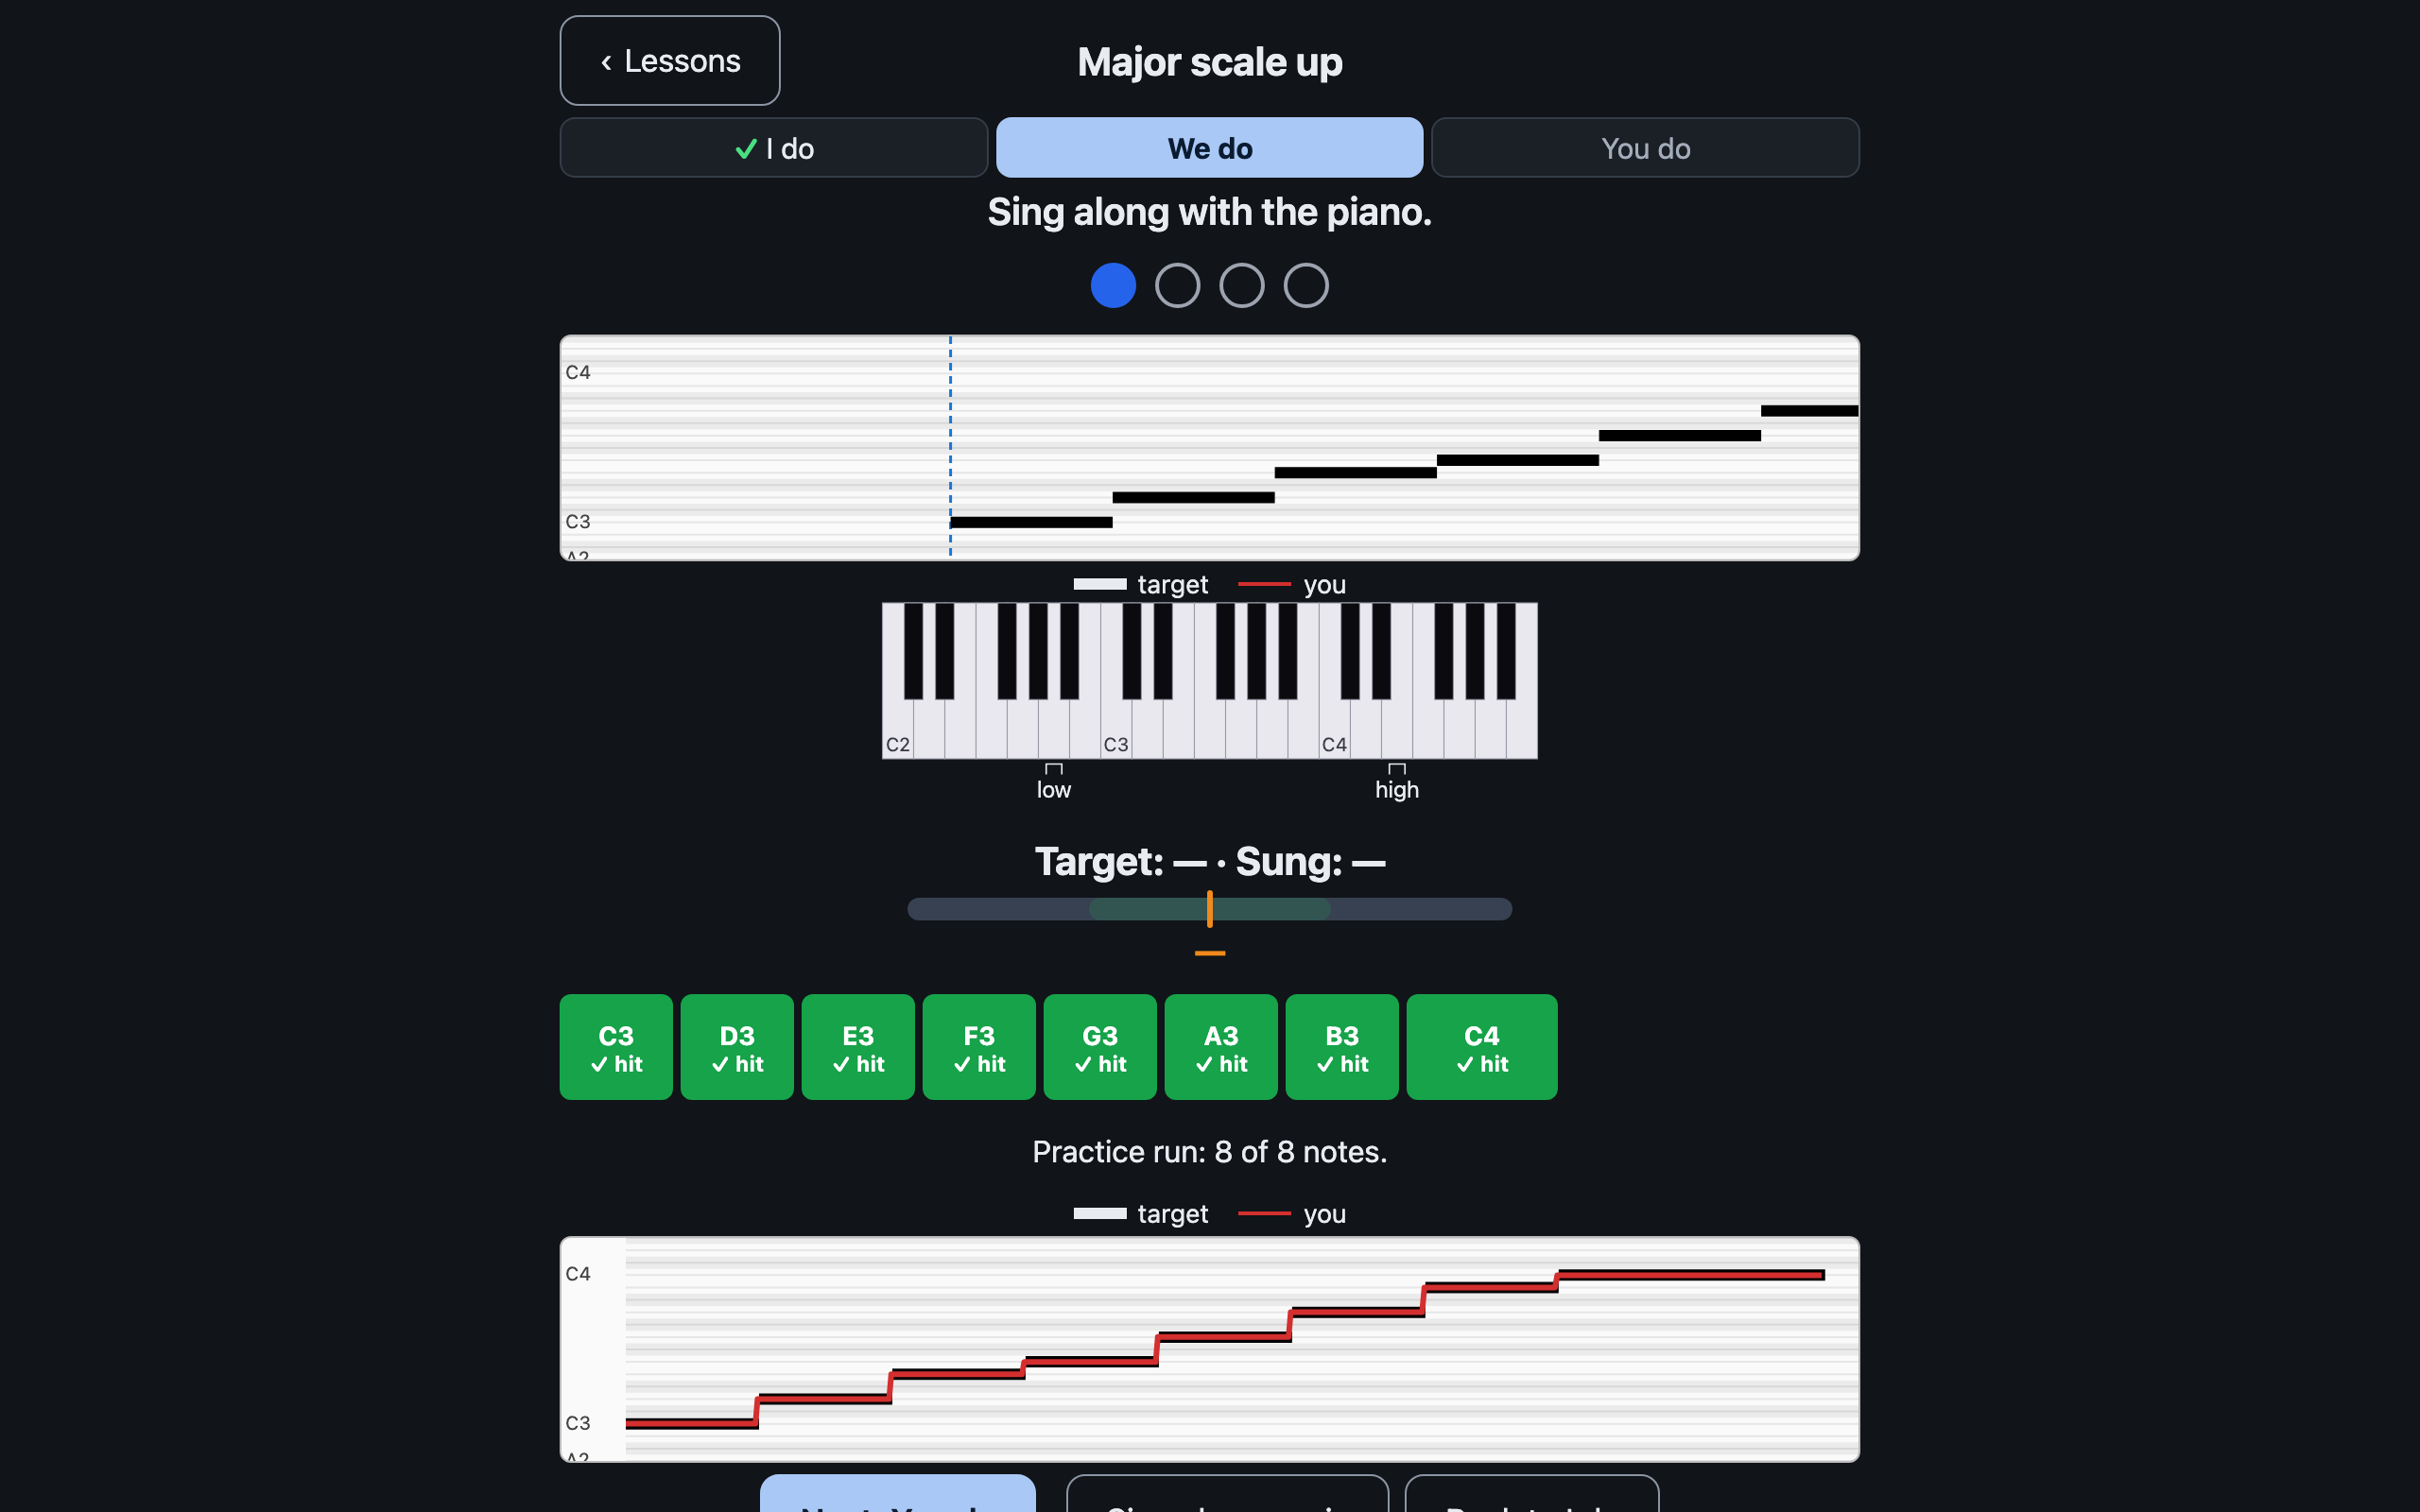 ‹ Lessons
Major scale up
✓ I do
We do
You do
Sing along with the piano.
C4
C3
A2
target
you
C2
C3
C4
low
high
Target: — · Sung: —
—
C3
✓ hit
D3
✓ hit
E3
✓ hit
F3
✓ hit
G3
✓ hit
A3
✓ hit
B3
✓ hit
C4
✓ hit
Practice run: 8 of 8 notes.
target
you
C4
C3
A2